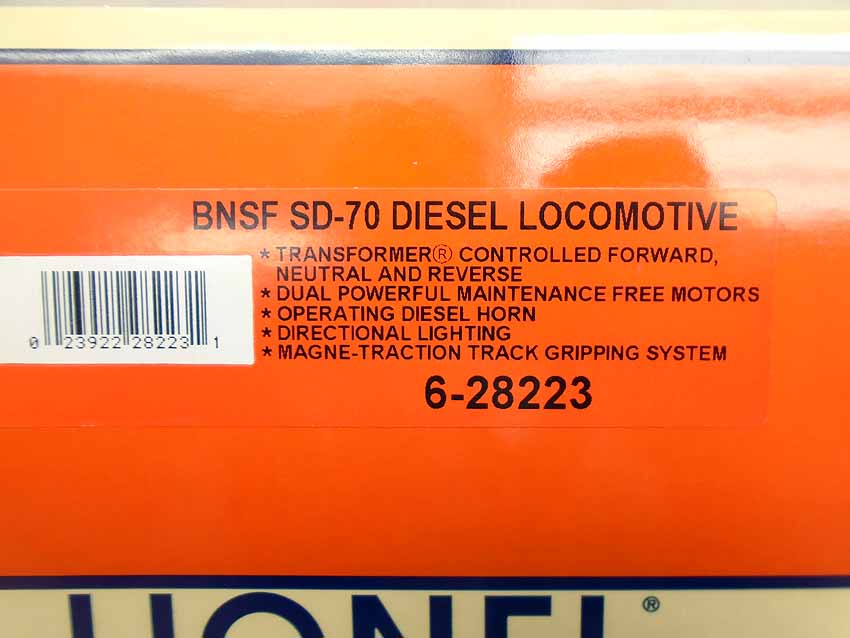 BNSF SD-70 DIESEL LOCOMOTIVE
* TRANSFORMER® CONTROLLED FORWARD,
NEUTRAL AND REVERSE
* DUAL POWERFUL MAINTENANCE FREE MOTORS
* OPERATING DIESEL HORN
* DIRECTIONAL LIGHTING
* MAGNE-TRACTION TRACK GRIPPING SYSTEM
6-28223
0 23922 28223 1
LIONEL®